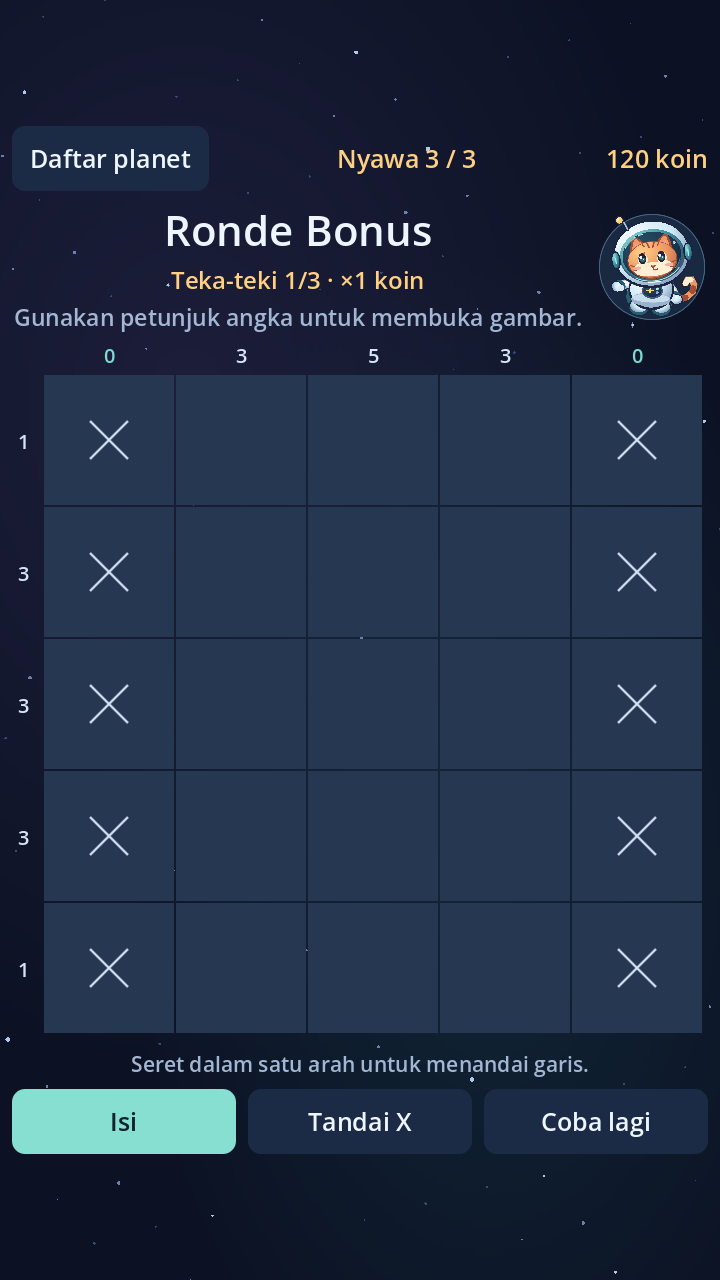 Daftar planet
Nyawa 3 / 3
120 koin
Ronde Bonus
Teka-teki 1/3 · ×1 koin
Gunakan petunjuk angka untuk membuka gambar.
0 3 5 3 0
1
3
3
3
1
Seret dalam satu arah untuk menandai garis.
Isi
Tandai X
Coba lagi